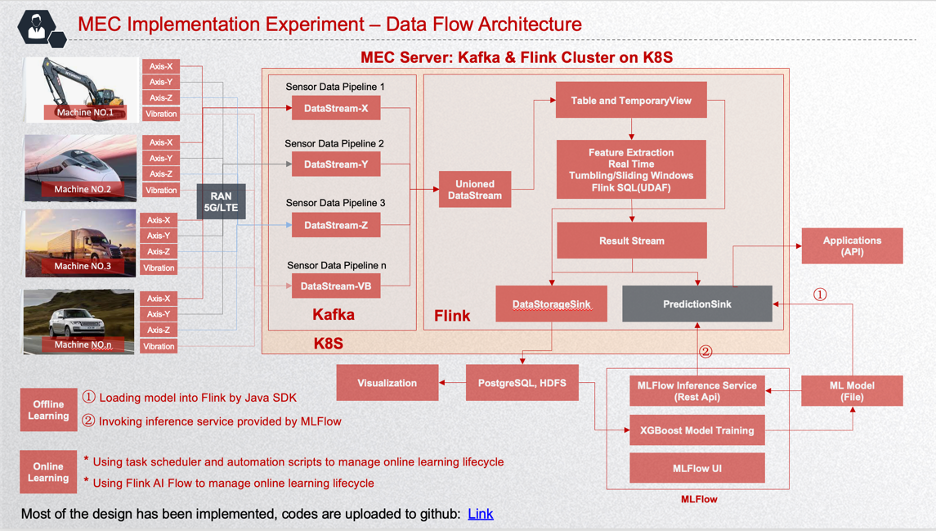 MEC Implementation Experiment – Data Flow Architecture
MEC Server: Kafka & Flink Cluster on K8S
Axis-X
Axis-Y
Axis-Z
Vibration
Machine NO.1
Axis-X
Axis-Y
Axis-Z
Vibration
Machine NO.2
Axis-X
Axis-Y
Axis-Z
Vibration
Machine NO.3
Axis-X
Axis-Y
Axis-Z
Vibration
Machine NO.n
RAN
5G/LTE
Sensor Data Pipeline 1
DataStream-X
Sensor Data Pipeline 2
DataStream-Y
Sensor Data Pipeline 3
DataStream-Z
Sensor Data Pipeline n
DataStream-VB
Kafka
K8S
Unioned
DataStream
Table and TemporaryView
Feature Extraction
Real Time
Tumbling/Sliding Windows
Flink SQL(UDAF)
Result Stream
DataStorageSink
PredictionSink
Flink
Applications
(API)
①
②
Visualization
PostgreSQL, HDFS
MLFlow Inference Service
(Rest Api)
XGBoost Model Training
MLFlow UI
MLFlow
ML Model
(File)
Offline
Learning
① Loading model into Flink by Java SDK
② Invoking inference service provided by MLFlow
Online
Learning
* Using task scheduler and automation scripts to manage online learning lifecycle
* Using Flink AI Flow to manage online learning lifecycle
Most of the design has been implemented, codes are uploaded to github: Link